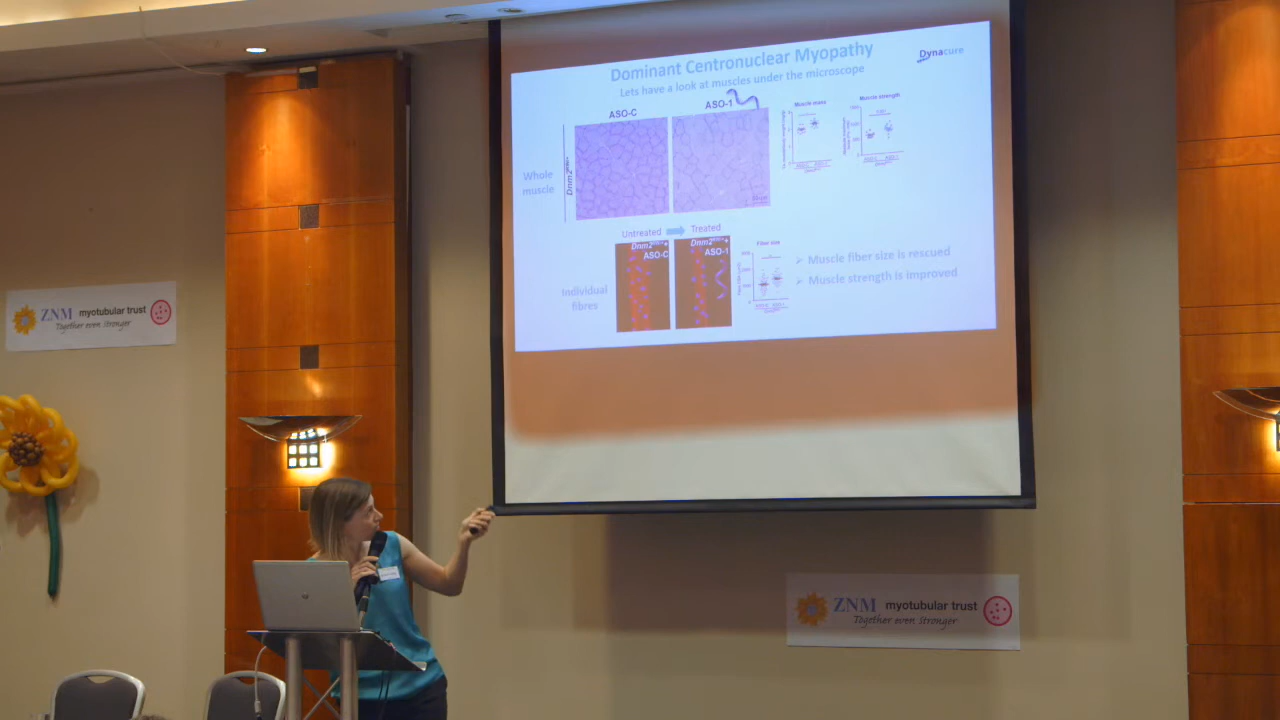 Dominant Centronuclear Myopathy
Dynacure
Lets have a look at muscles under the microscope
ASO-C
ASO-1
Muscle mass
Muscle strength
Whole
muscle
Untreated
Treated
Dnm2
ASO-C
Dnm2
ASO-1
Fiber size
Individual
fibres
➢ Muscle fiber size is rescued
➢ Muscle strength is improved
ZNM myotubular trust
Together even stronger
ZNM myotubular trust
Together even stronger